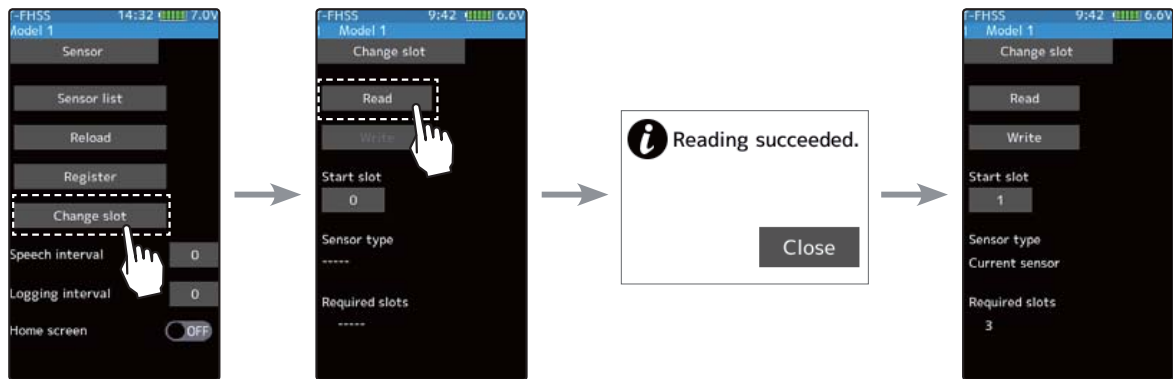 T-FHSS 14:32 7.0V
Model 1
Sensor
Sensor list
Reload
Register
Change slot
Speech interval 0
Logging interval 0
Home screen OFF
T-FHSS 9:42 6.6V
1 Model 1
Change slot
Read
Write
Start slot
0
Sensor type
-----
Required slots
-----
Reading succeeded.
Close
T-FHSS 9:42 6.6V
1 Model 1
Change slot
Read
Write
Start slot
1
Sensor type
Current sensor
Required slots
3